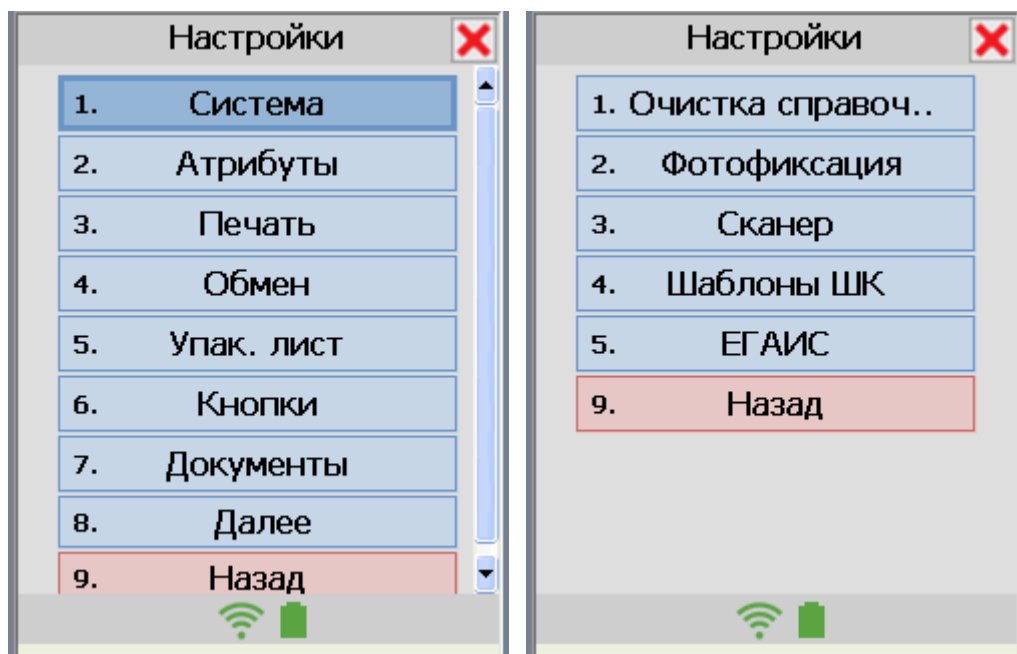 Настройки
1. Система
2. Атрибуты
3. Печать
4. Обмен
5. Упак. лист
6. Кнопки
7. Документы
8. Далее
9. Назад
Настройки
1. Очистка справоч..
2. Фотофиксация
3. Сканер
4. Шаблоны ШК
5. ЕГАИС
9. Назад